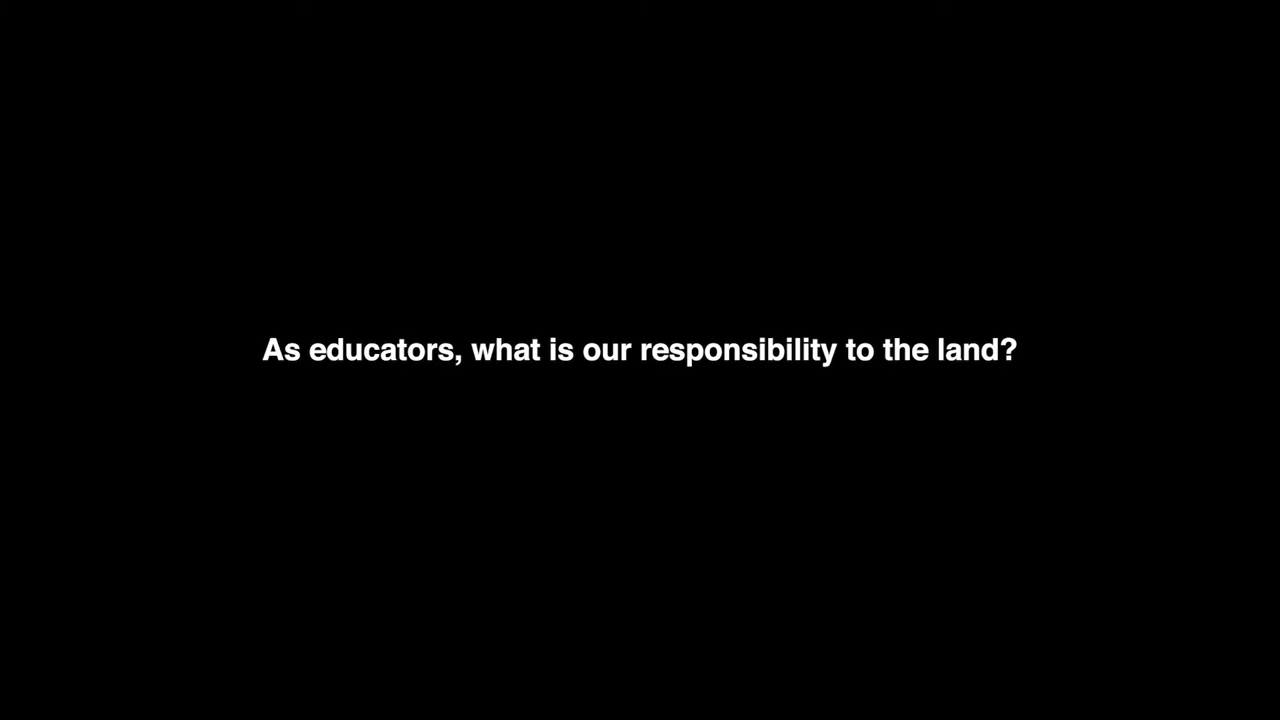 As educators, what is our responsibility to the land?